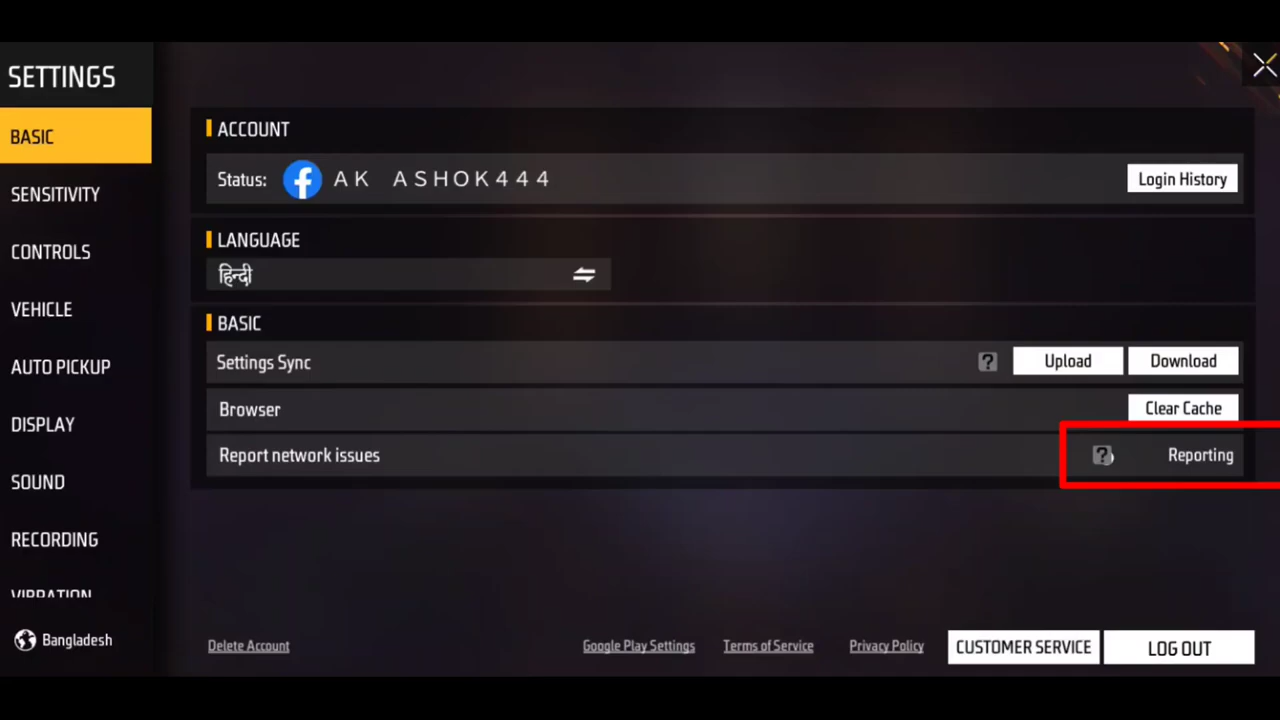 SETTINGS
BASIC
SENSITIVITY
CONTROLS
VEHICLE
AUTO PICKUP
DISPLAY
SOUND
RECORDING
VIBRATION
Bangladesh
ACCOUNT
Status: AK ASHOK444 Login History
LANGUAGE
हिन्दी
BASIC
Settings Sync ? Upload Download
Browser Clear Cache
Report network issues ? Reporting
Delete Account Google Play Settings Terms of Service Privacy Policy CUSTOMER SERVICE LOG OUT